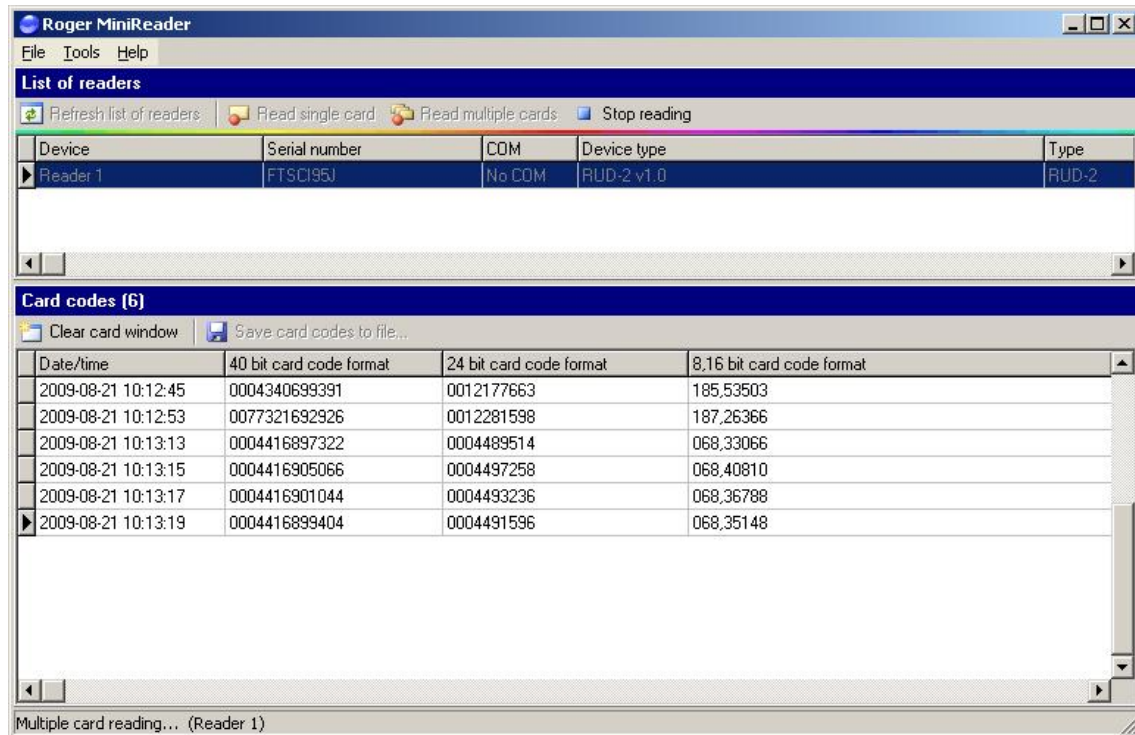 Roger MiniReader
File Tools Help
List of readers
Refresh list of readers Read single card Read multiple cards Stop reading
Device Serial number COM Device type Type
Reader 1 FTSCI95J No COM RUD-2 v1.0 RUD-2
Card codes (6)
Clear card window Save card codes to file...
Date/time 40 bit card code format 24 bit card code format 8,16 bit card code format
2009-08-21 10:12:45 0004340699391 0012177663 185,53503
2009-08-21 10:12:53 0077321692926 0012281598 187,26366
2009-08-21 10:13:13 0004416897322 0004489514 068,33066
2009-08-21 10:13:15 0004416905066 0004497258 068,40810
2009-08-21 10:13:17 0004416901044 0004493236 068,36788
2009-08-21 10:13:19 0004416899404 0004491596 068,35148
Multiple card reading... (Reader 1)